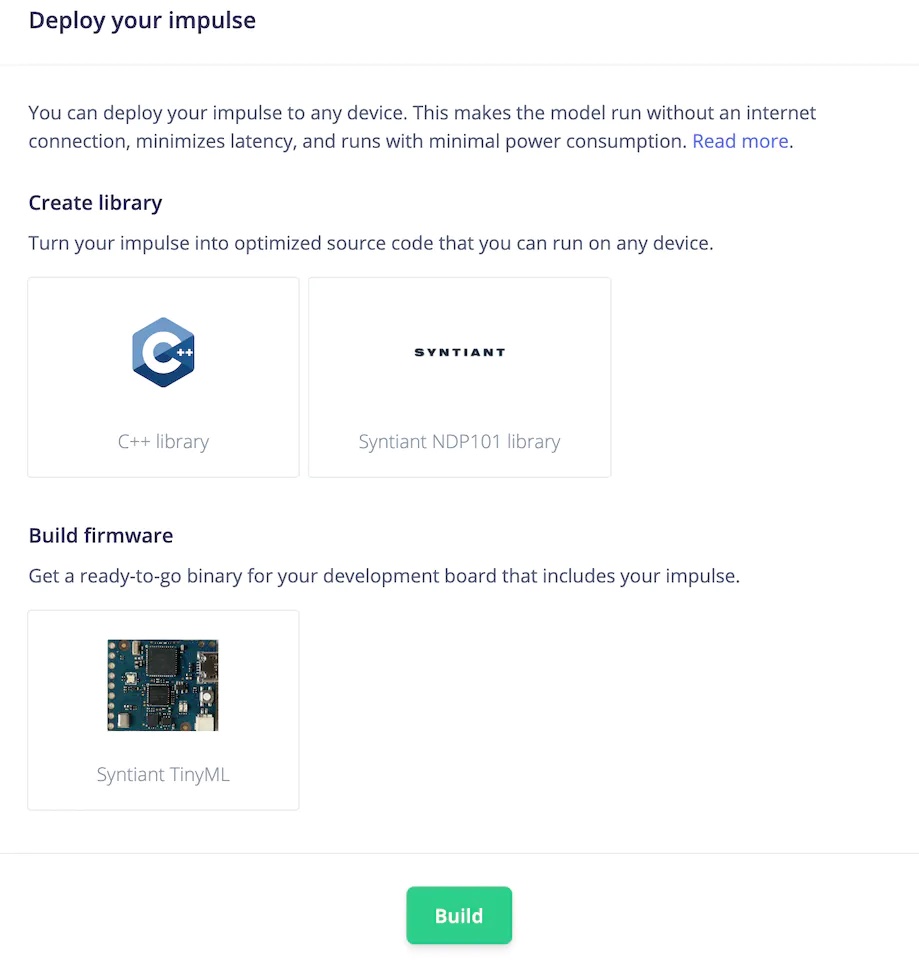 Deploy your impulse
You can deploy your impulse to any device. This makes the model run without an internet
connection, minimizes latency, and runs with minimal power consumption. Read more.
Create library
Turn your impulse into optimized source code that you can run on any device.
C++
SYNTIANT
C++ library
Syntiant NDP101 library
Build firmware
Get a ready-to-go binary for your development board that includes your impulse.
Syntiant TinyML
Build